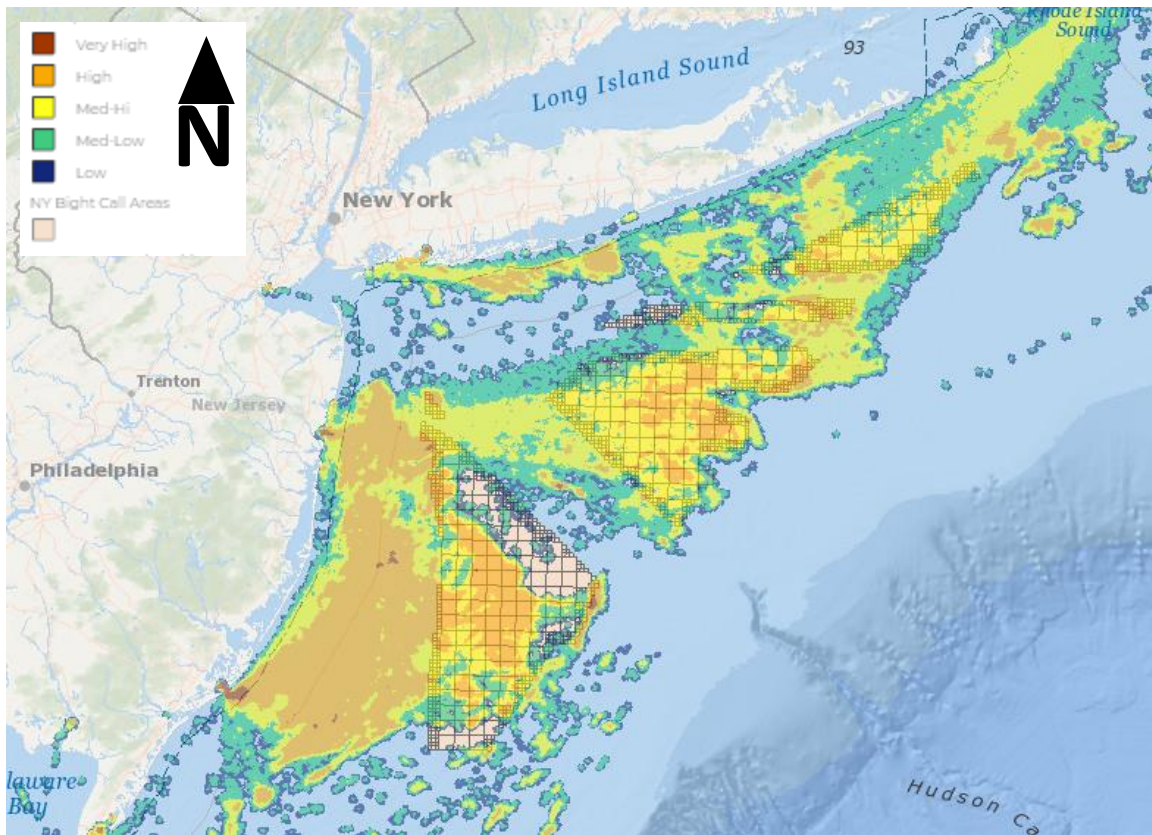 Very High
High
Med-Hi
Med-Low
Low
NY Bight Call Areas
N
Rhode Island
Sound
93
Long Island Sound
New York
Trenton
New Jersey
Philadelphia
laware
Bay
Hudson Ca